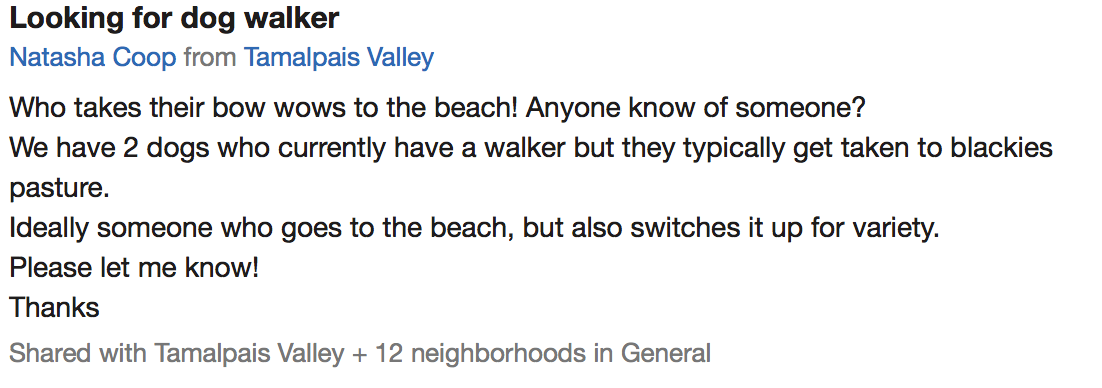 Looking for dog walker
Natasha Coop from Tamalpais Valley
Who takes their bow wows to the beach! Anyone know of someone?
We have 2 dogs who currently have a walker but they typically get taken to blackies
pasture.
Ideally someone who goes to the beach, but also switches it up for variety.
Please let me know!
Thanks
Shared with Tamalpais Valley + 12 neighborhoods in General